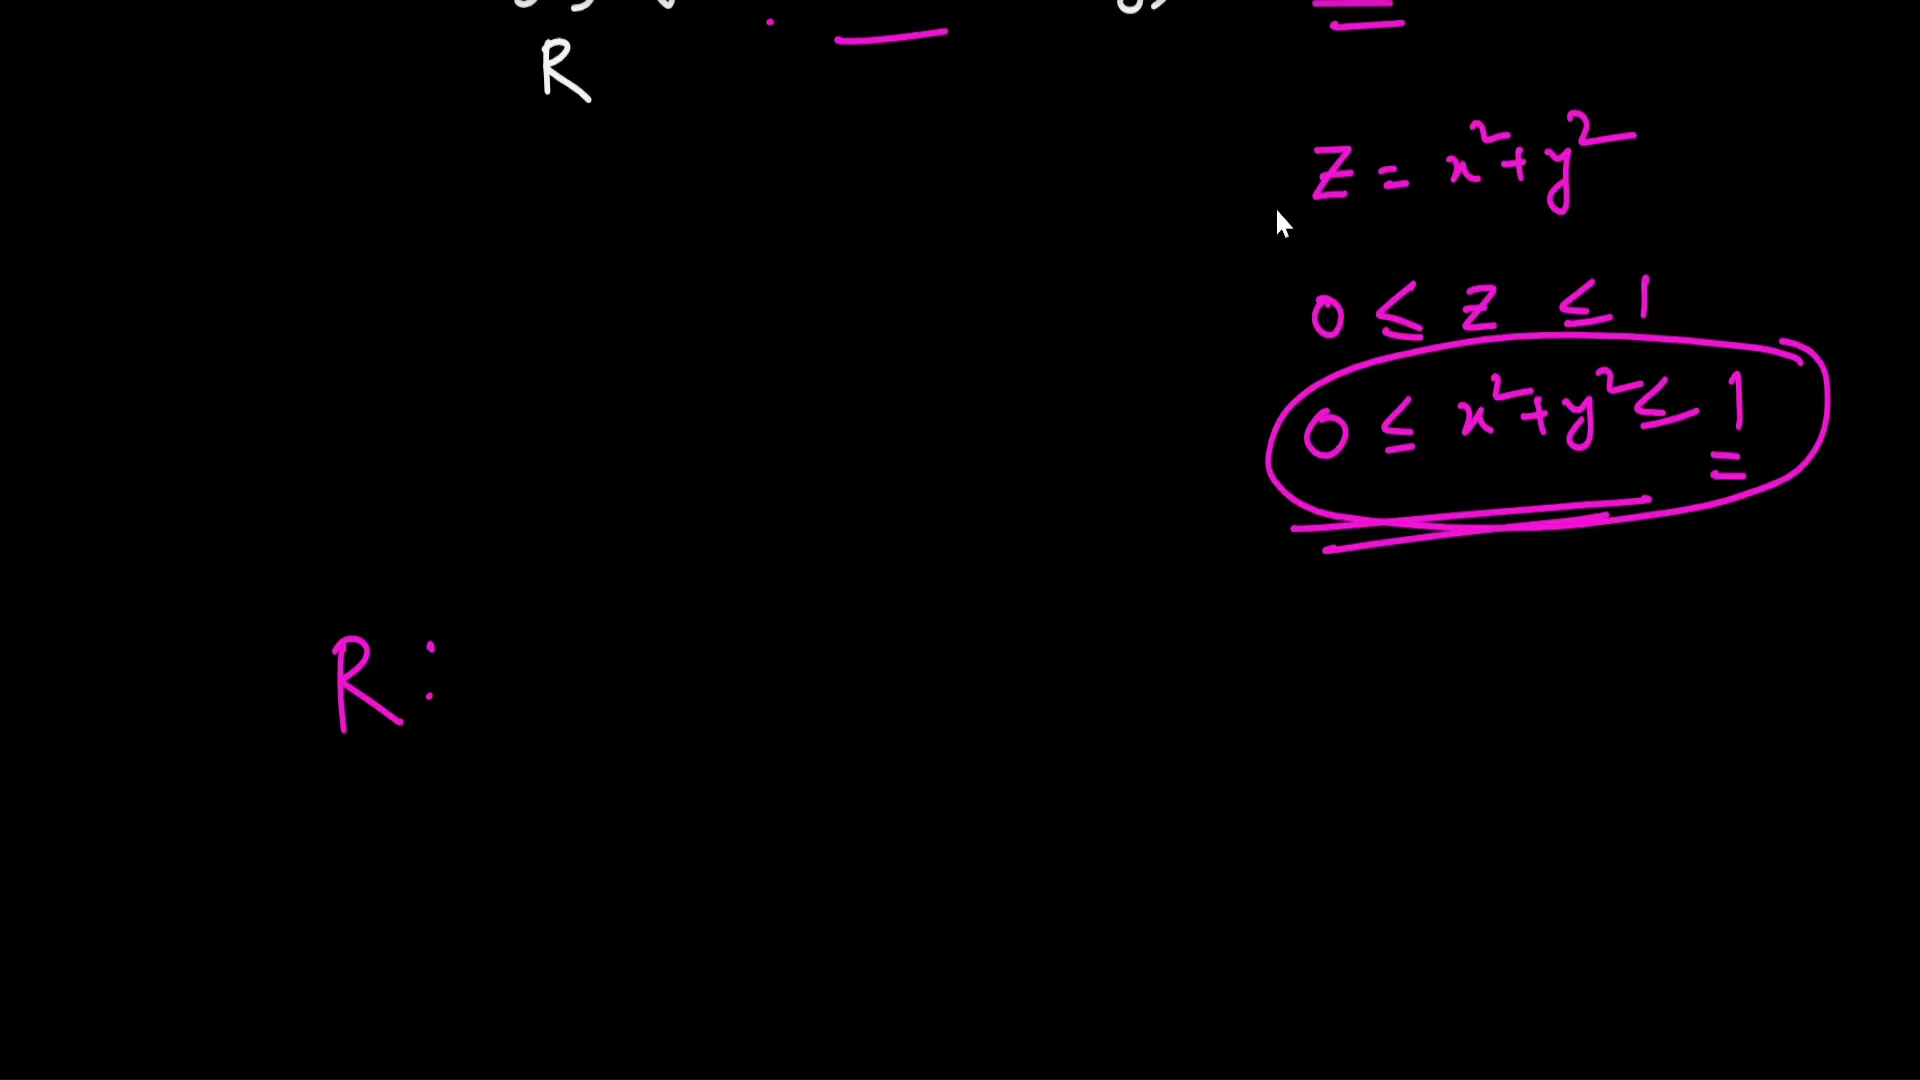 R
z = x² + y²
0 ≤ z ≤ 1
0 ≤ x² + y² ≤ 1
R :